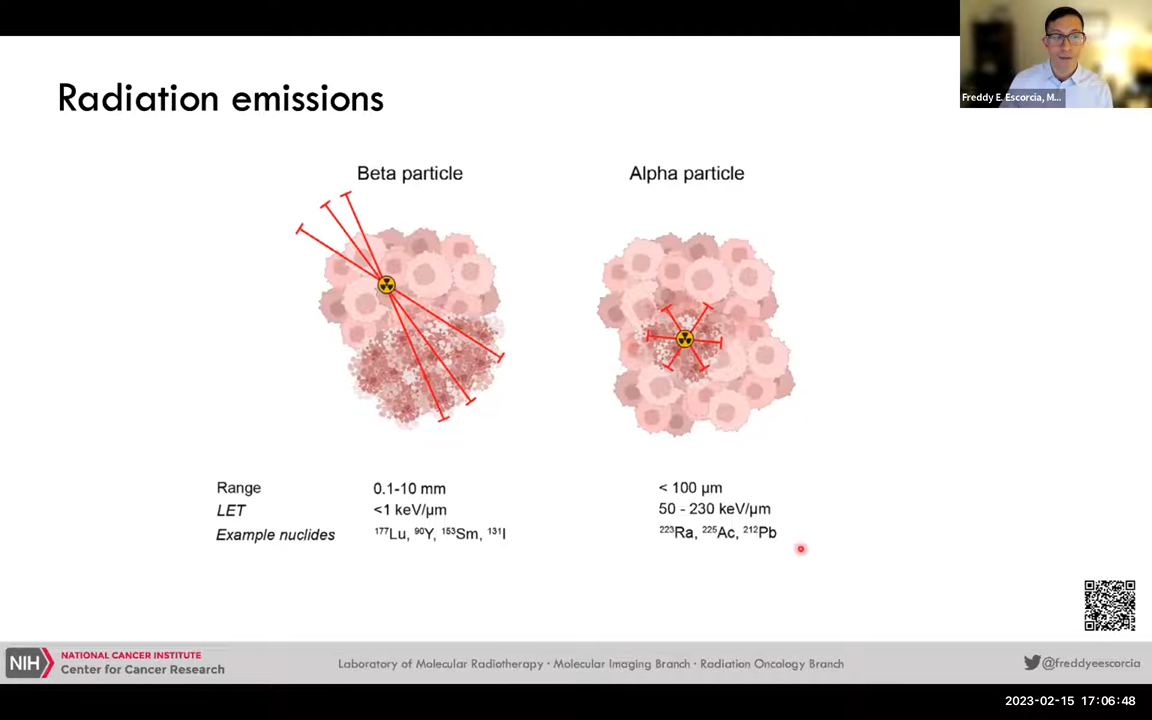 Radiation emissions
Freddy E. Escorcia, M...
Beta particle
Alpha particle
Range 0.1-10 mm < 100 μm
LET <1 keV/μm 50 - 230 keV/μm
Example nuclides ¹⁷⁷Lu, ⁹⁰Y, ¹⁵³Sm, ¹³¹I ²²³Ra, ²²⁵Ac, ²¹²Pb
NIH NATIONAL CANCER INSTITUTE
Center for Cancer Research
Laboratory of Molecular Radiotherapy · Molecular Imaging Branch · Radiation Oncology Branch
@freddyeescorcia
2023-02-15 17:06:48